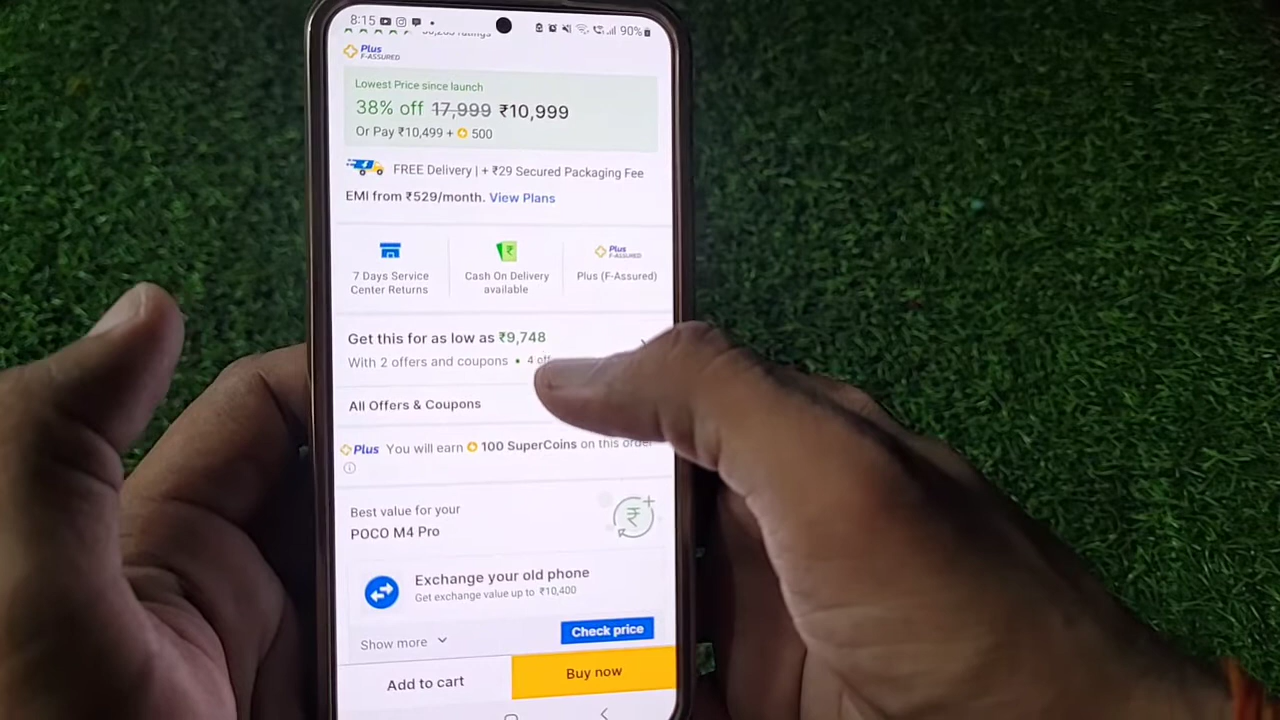 8:15 90%
ratings
Plus
F-ASSURED
Lowest Price since launch
38% off 17,999 ₹10,999
Or Pay ₹10,499 + 500
FREE Delivery | + ₹29 Secured Packaging Fee
EMI from ₹529/month. View Plans
7 Days Service
Center Returns
Cash On Delivery
available
Plus
F-ASSURED
Plus (F-Assured)
Get this for as low as ₹9,748
With 2 offers and coupons • 4
All Offers & Coupons
Plus You will earn 100 SuperCoins on this order
Best value for your
POCO M4 Pro
Exchange your old phone
Get exchange value up to ₹10,400
Show more
Check price
Add to cart
Buy now